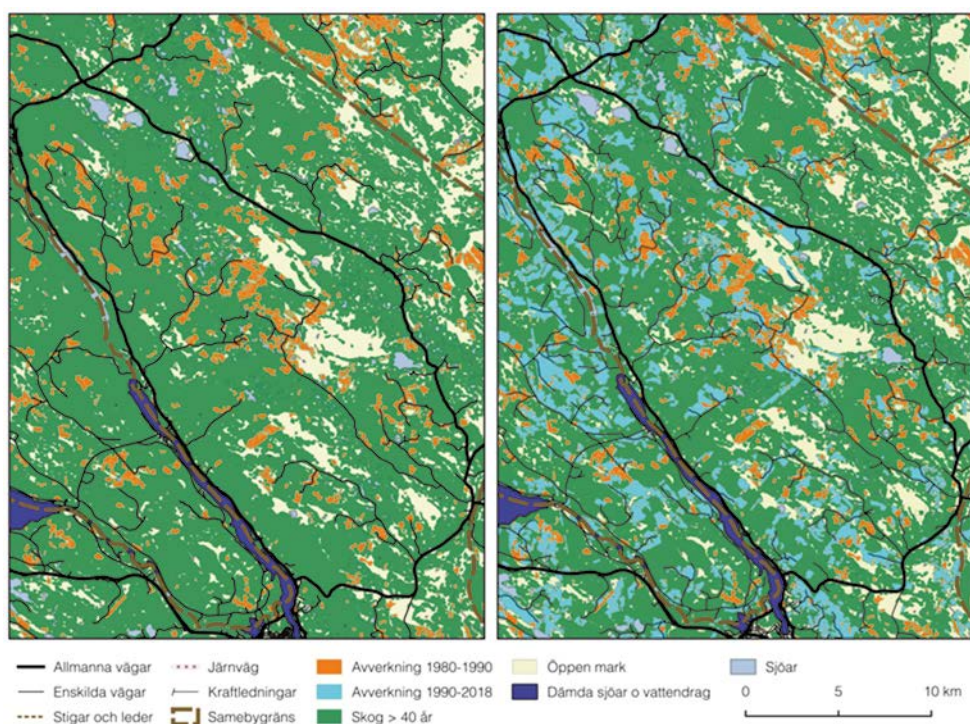 Allmanna vägar
Järnväg
Avverkning 1980-1990
Öppen mark
Sjöar
Enskilda vägar
Kraftledningar
Avverkning 1990-2018
Dämda sjöar o vattendrag
0 5 10 km
Stigar och leder
Samebygräns
Skog > 40 år